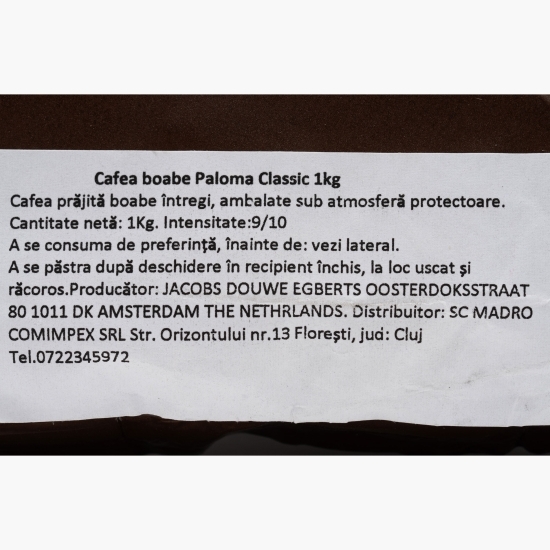 Cafea boabe Paloma Classic 1kg
Cafea prăjită boabe întregi, ambalate sub atmosferă protectoare.
Cantitate netă: 1Kg. Intensitate:9/10
A se consuma de preferință, înainte de: vezi lateral.
A se păstra după deschidere în recipient închis, la loc uscat și
răcoros.Producător: JACOBS DOUWE EGBERTS OOSTERDOKSSTRAAT
80 1011 DK AMSTERDAM THE NETHRLANDS. Distribuitor: SC MADRO
COMIMPEX SRL Str. Orizontului nr.13 Florești, jud: Cluj
Tel.0722345972